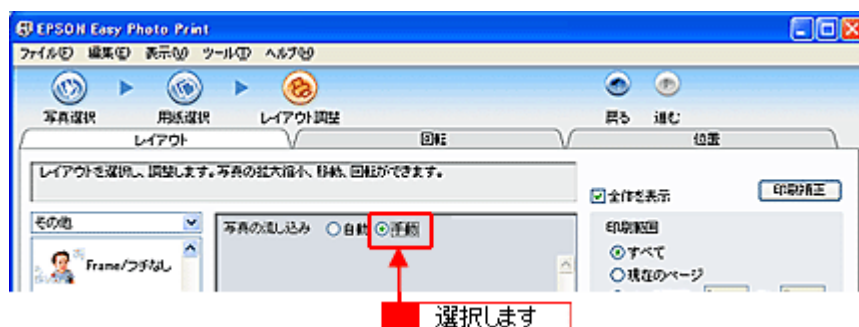 EPSON Easy Photo Print
ファイル(F) 編集(E) 表示(V) ツール(T) ヘルプ(H)
写真選択 用紙選択 レイアウト調整 戻る 進む
レイアウト 回転 位置
レイアウトを選択し、調整します。写真の拡大縮小、移動、回転ができます。
全体を表示 印刷補正
その他 写真の流し込み 自動 手動 印刷範囲
Frame/フチなし すべて
現在のページ
選択します